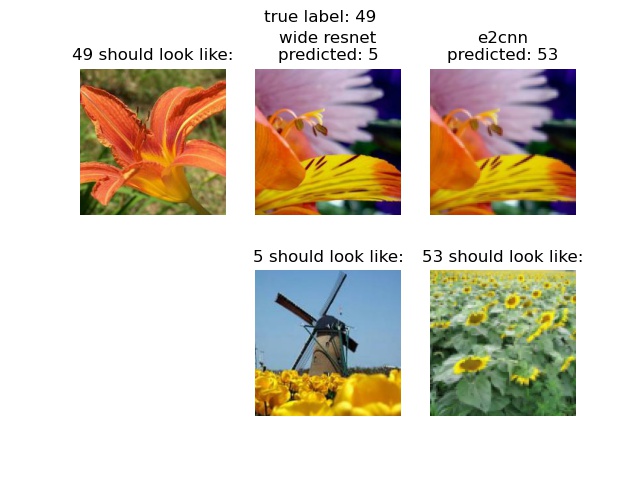 true label: 49
49 should look like:
wide resnet
predicted: 5
e2cnn
predicted: 53
5 should look like:
53 should look like: